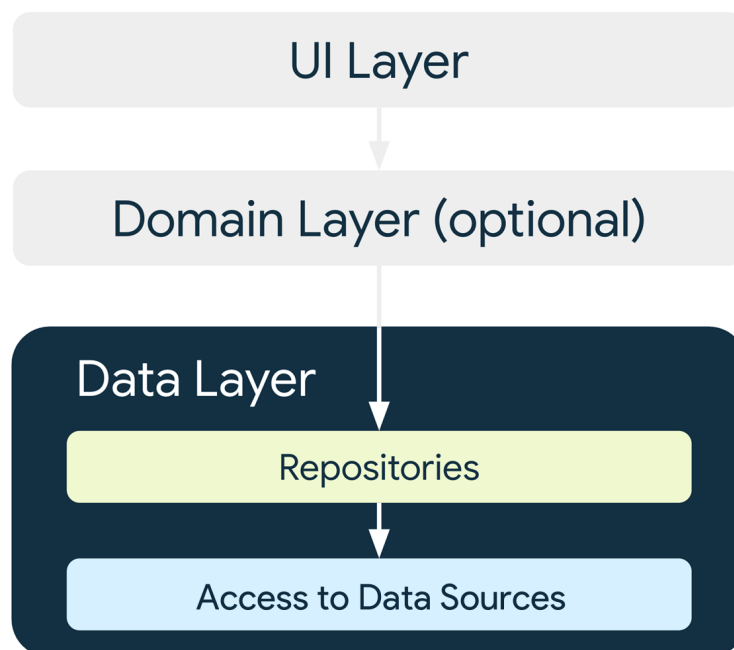 UI Layer
Domain Layer (optional)
Data Layer
Repositories
Access to Data Sources